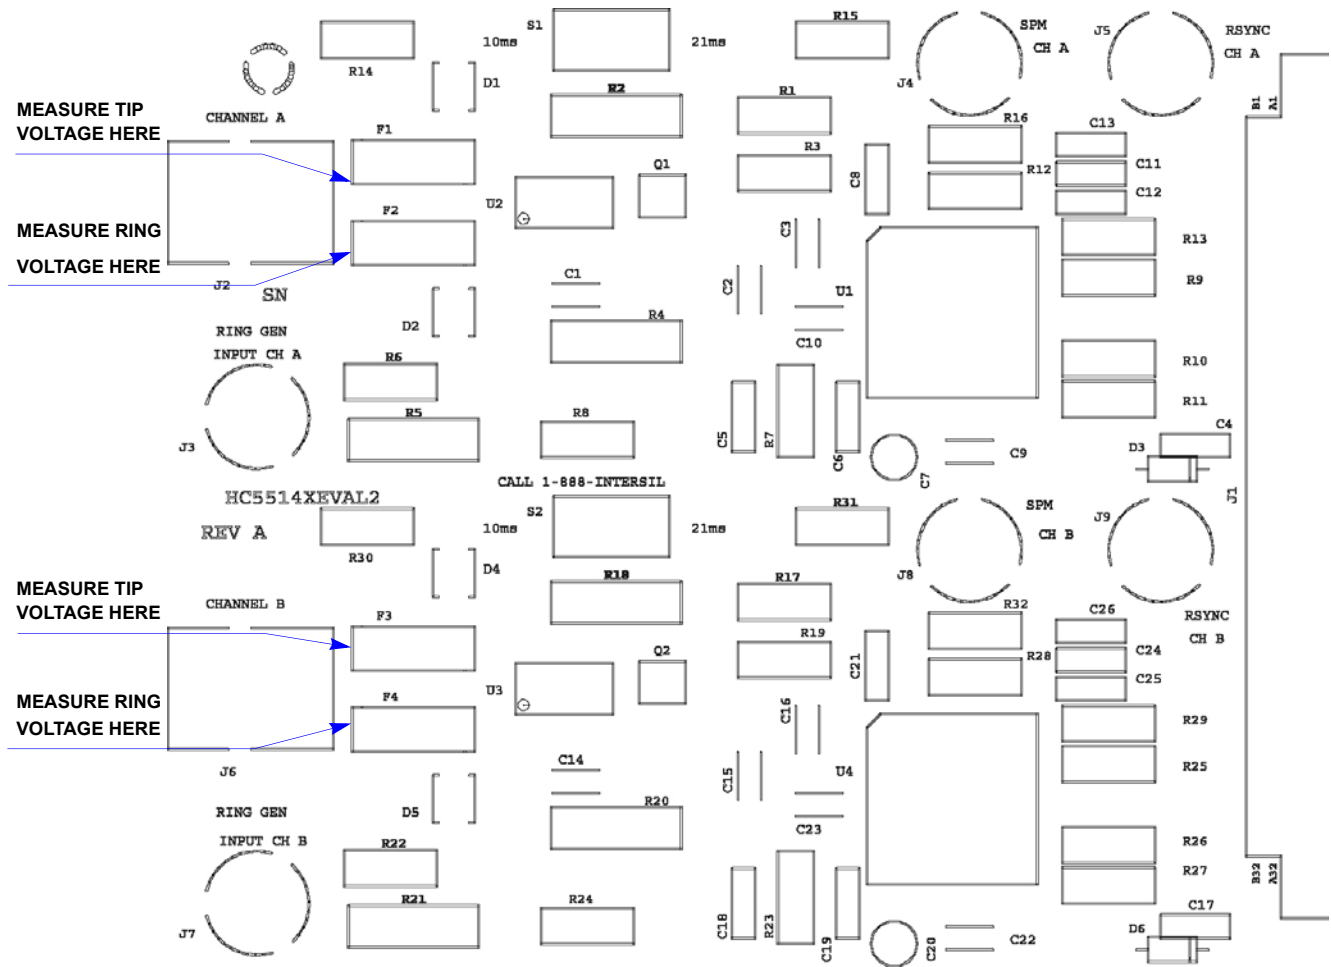 S1
R15
SPM
J5
RSYNC
10ms
21ms
CH A
CH A
R14
D1
J4
MEASURE TIP
VOLTAGE HERE
CHANNEL A
R2
R1
B1
A1
F1
R16
C13
R3
Q1
C8
R12
C11
C12
U2
F2
MEASURE RING
VOLTAGE HERE
C3
R13
J2
SN
C1
C2
U1
R9
D2
R4
RING GEN
INPUT CH A
C10
R6
R10
R5
R8
R11
J3
C5
R7
C6
C7
C9
C4
D3
J1
CALL 1-888-INTERSIL
HC5514XEVAL2
REV A
S2
R31
SPM
J9
10ms
21ms
CH B
R30
D4
J8
MEASURE TIP
VOLTAGE HERE
CHANNEL B
R18
R17
R32
C26
RSYNC
CH B
F3
R19
Q2
C21
R28
C24
C25
U3
MEASURE RING
VOLTAGE HERE
F4
C16
R29
J6
C14
C15
U4
R25
RING GEN
INPUT CH B
D5
R20
C23
R22
R26
B32
A32
R27
R21
R24
J7
C18
R23
C19
C20
C22
C17
D6